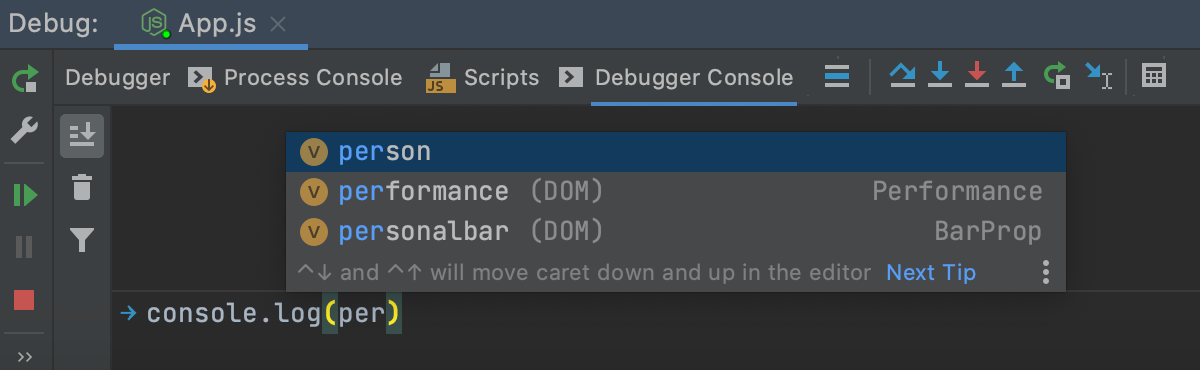 Debug: JS App.js ×
Debugger Process Console JS Scripts Debugger Console
V person
V performance (DOM) Performance
V personalbar (DOM) BarProp
^↓ and ^↑ will move caret down and up in the editor Next Tip
→ console.log(per)